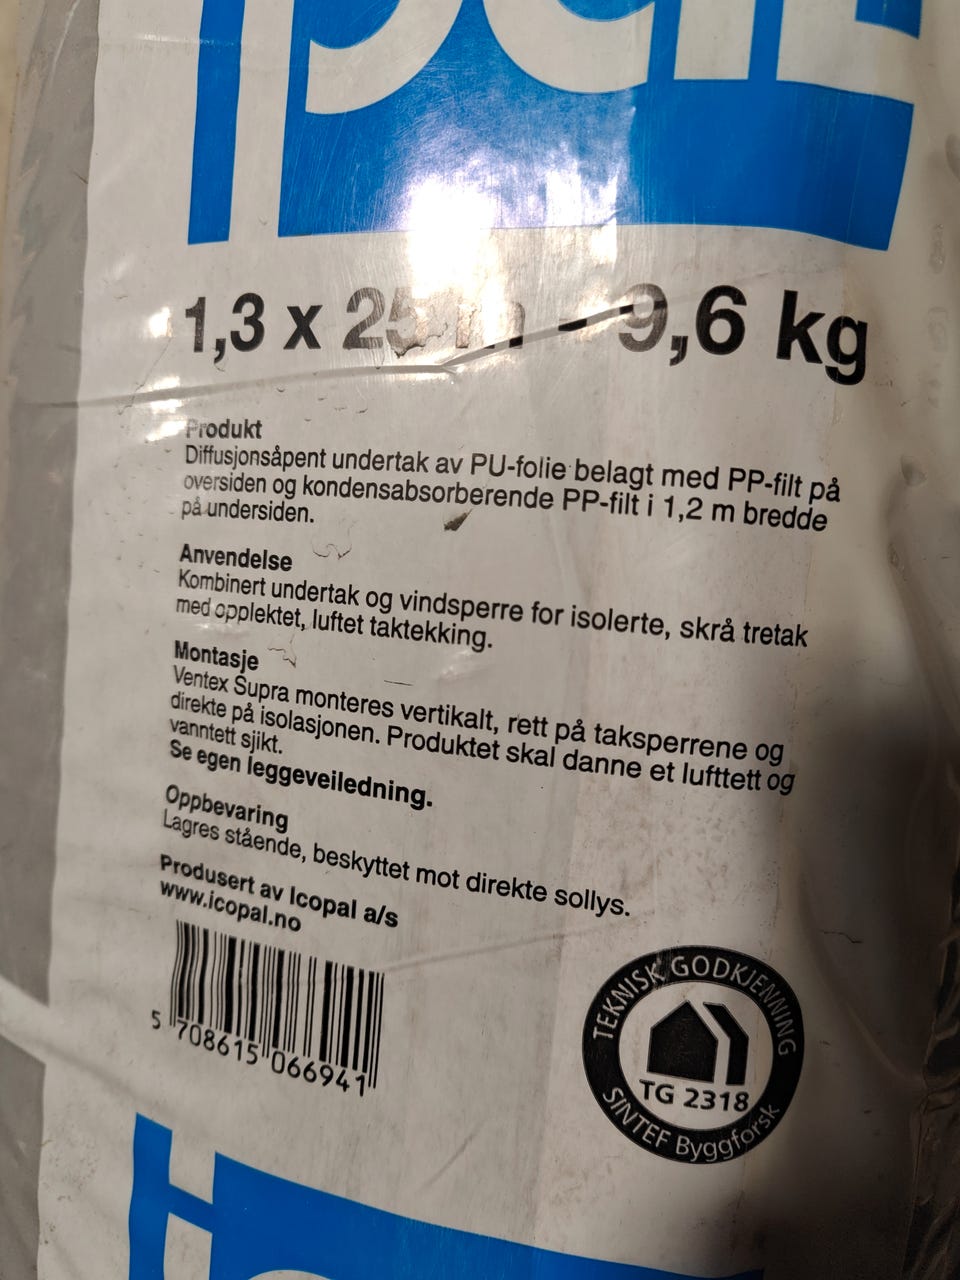 1,3 x 25 m - 9,6 kg
Produkt
Diffusjonsåpent undertak av PU-folie belagt med PP-filt på
oversiden og kondensabsorberende PP-filt i 1,2 m bredde
på undersiden.
Anvendelse
Kombinert undertak og vindsperre for isolerte, skrå tretak
med opplektet, luftet taktekking.
Montasje
Ventex Supra monteres vertikalt, rett på taksperrene og
direkte på isolasjonen. Produktet skal danne et lufttett og
vanntett sjikt.
Se egen leggeveiledning.
Oppbevaring
Lagres stående, beskyttet mot direkte sollys.
Produsert av Icopal a/s
www.icopal.no
5 708615 066941
TEKNISK GODKJENNING
TG 2318
SINTEF Byggforsk